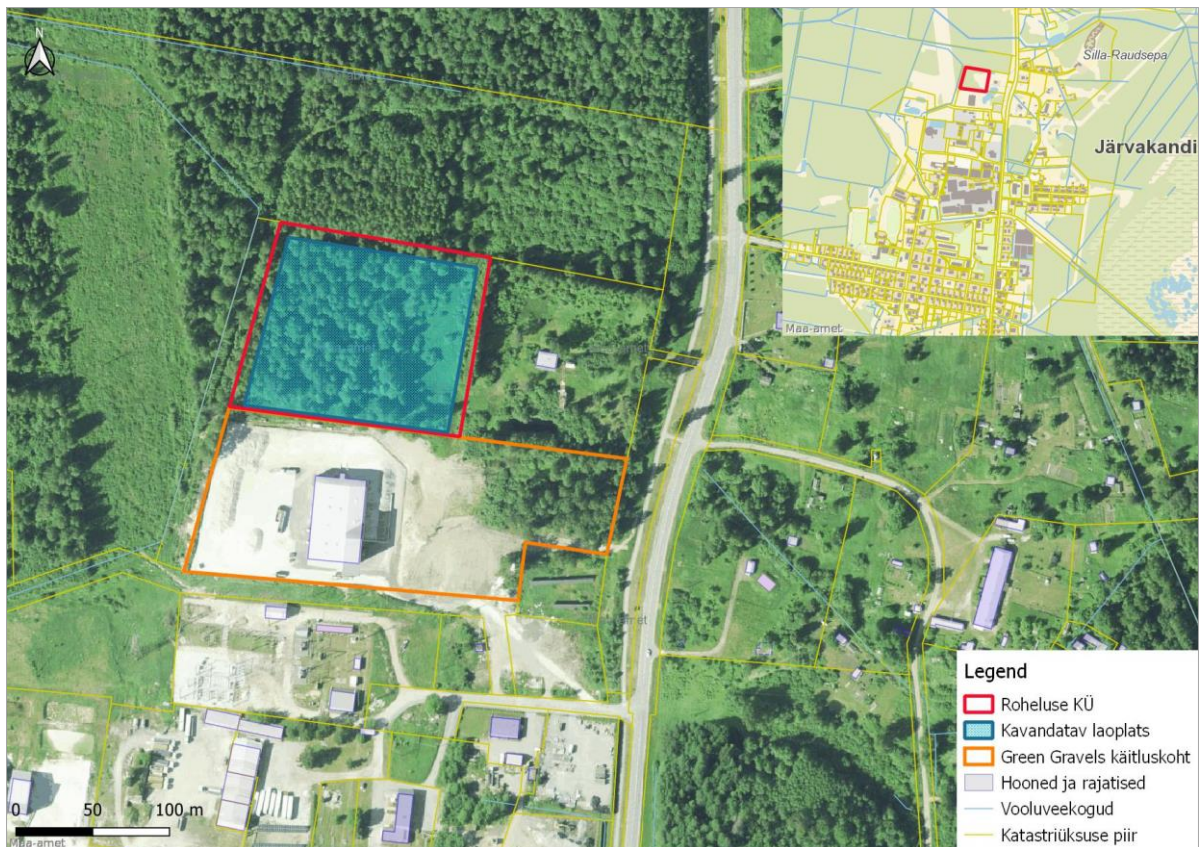 N
Silla-Raudsepa
Järvakandi
Maa-amet
Legend
Roheluse KÜ
Kavandatav laoplats
Green Gravels käitluskoht
Hooned ja rajatised
Vooluveekogud
Katastriüksuse piir
0 50 100 m
Maa-amet